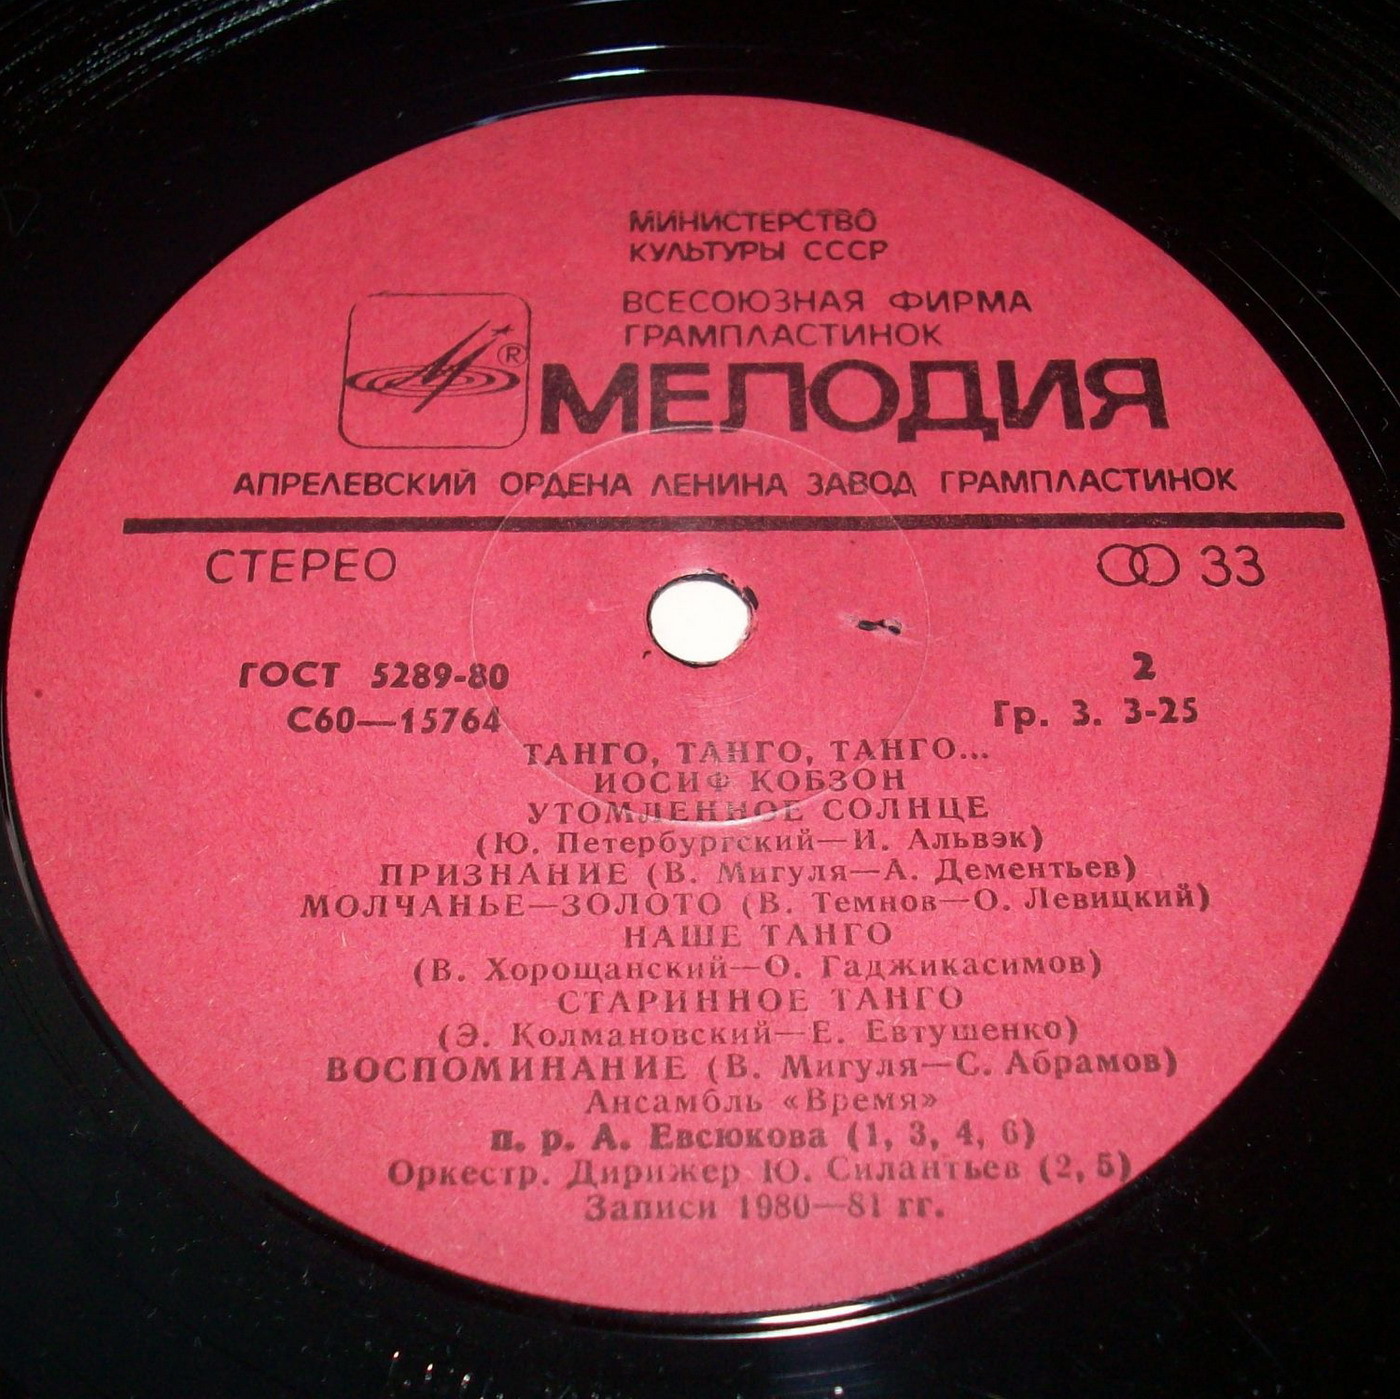 МИНИСТЕРСТВО
КУЛЬТУРЫ СССР
ВСЕСОЮЗНАЯ ФИРМА
ГРАМПЛАСТИНОК
®
МЕЛОДИЯ
АПРЕЛЕВСКИЙ ОРДЕНА ЛЕНИНА ЗАВОД ГРАМПЛАСТИНОК
СТЕРЕО
33
ГОСТ 5289-80
2
С60—15764
Гр. 3. 3-25
ТАНГО, ТАНГО, ТАНГО...
ИОСИФ КОБЗОН
УТОМЛЕННОЕ СОЛНЦЕ
(Ю. Петербургский—И. Альвэк)
ПРИЗНАНИЕ (В. Мигуля—А. Дементьев)
МОЛЧАНЬЕ—ЗОЛОТО (В. Темнов—О. Левицкий)
НАШЕ ТАНГО
(В. Хорощанский—О. Гаджикасимов)
СТАРИННОЕ ТАНГО
(Э. Колмановский—Е. Евтушенко)
ВОСПОМИНАНИЕ (В. Мигуля—С. Абрамов)
Ансамбль «Время»
п. р. А. Евсюкова (1, 3, 4, 6)
Оркестр. Дирижер Ю. Силантьев (2, 5)
Записи 1980—81 гг.